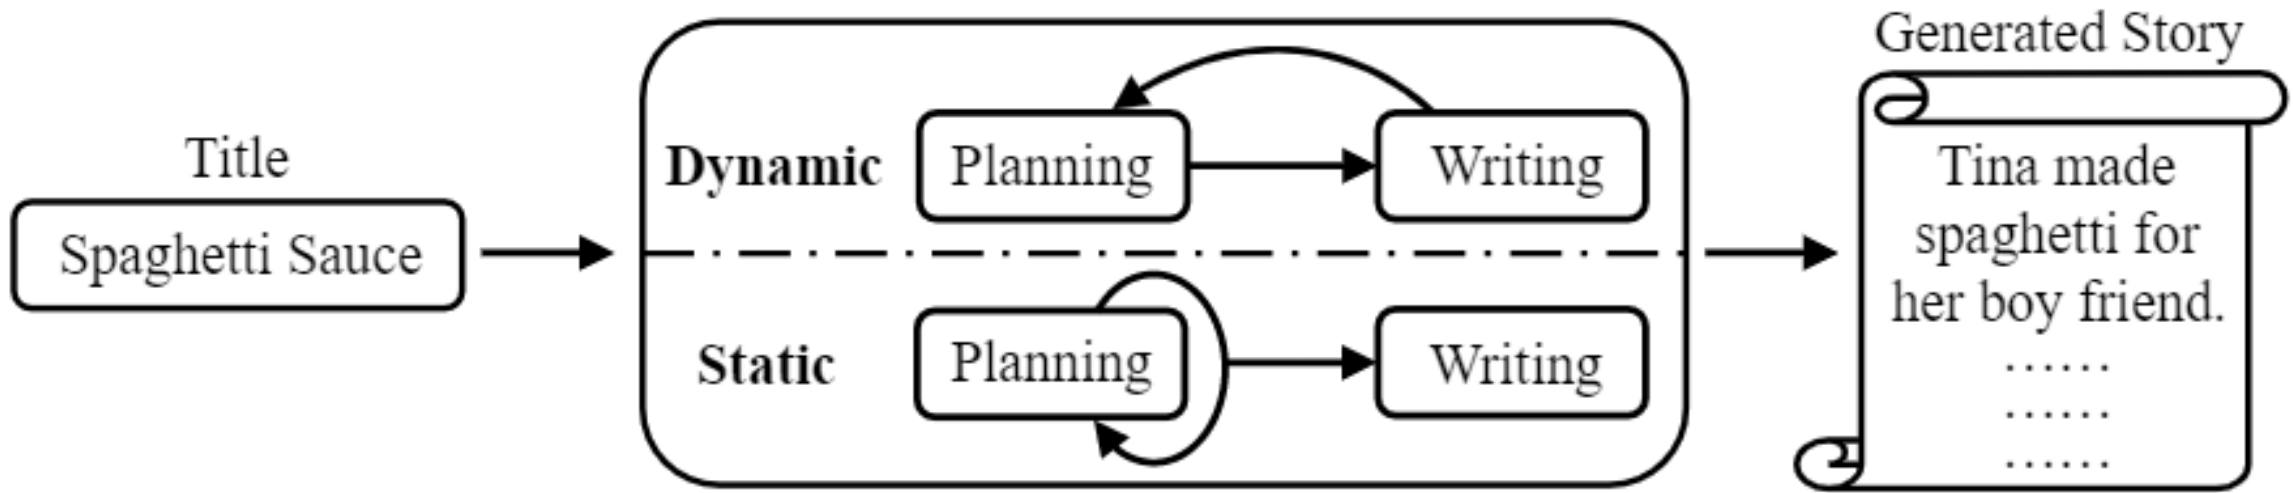 Title
Spaghetti Sauce
Dynamic
Planning
Writing
Static
Planning
Writing
Generated Story
Tina made
spaghetti for
her boy friend.
......
......
......